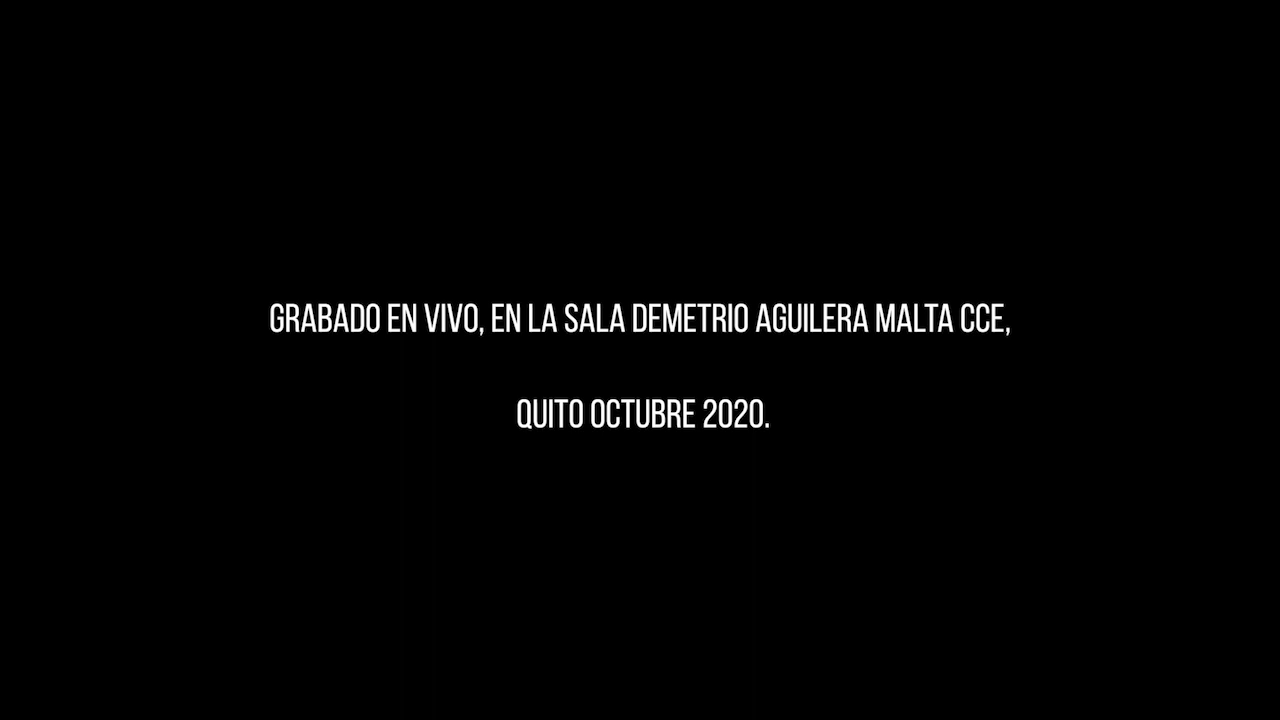 GRABADO EN VIVO, EN LA SALA DEMETRIO AGUILERA MALTA CCE,
QUITO OCTUBRE 2020.